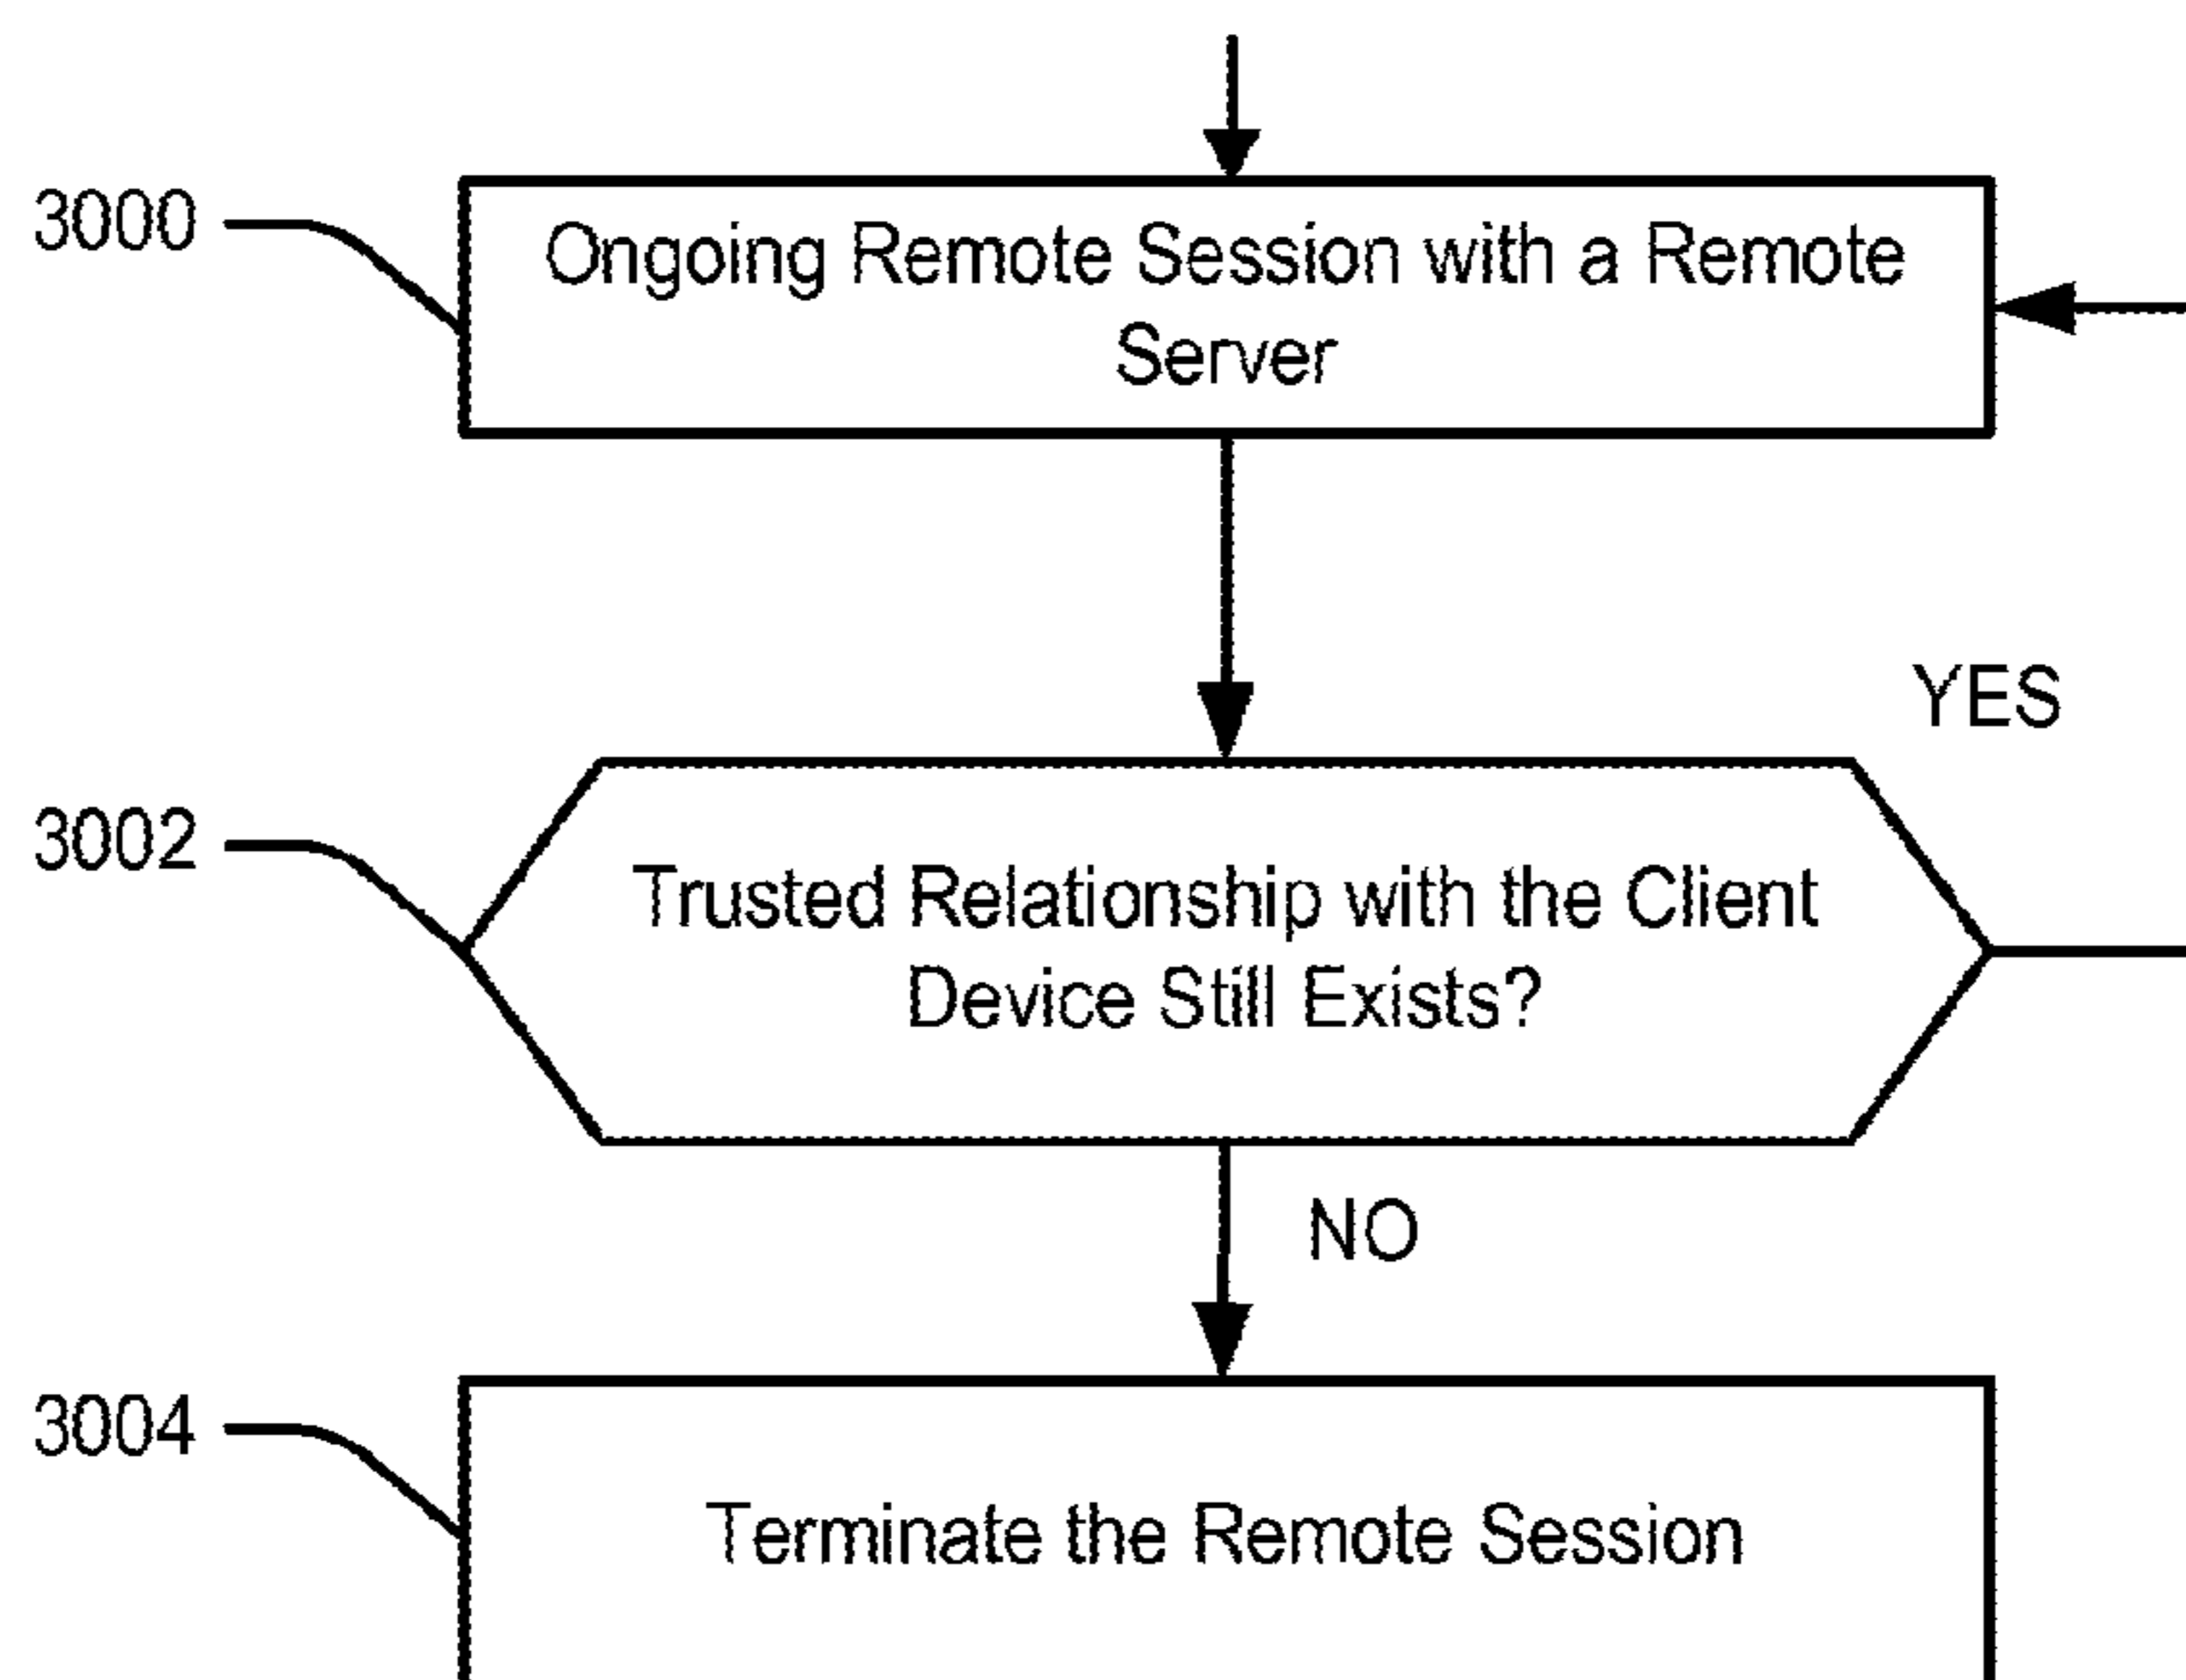 3000
Ongoing Remote Session with a Remote
Server
YES
3002
Trusted Relationship with the Client
Device Still Exists?
NO
3004
Terminate the Remote Session